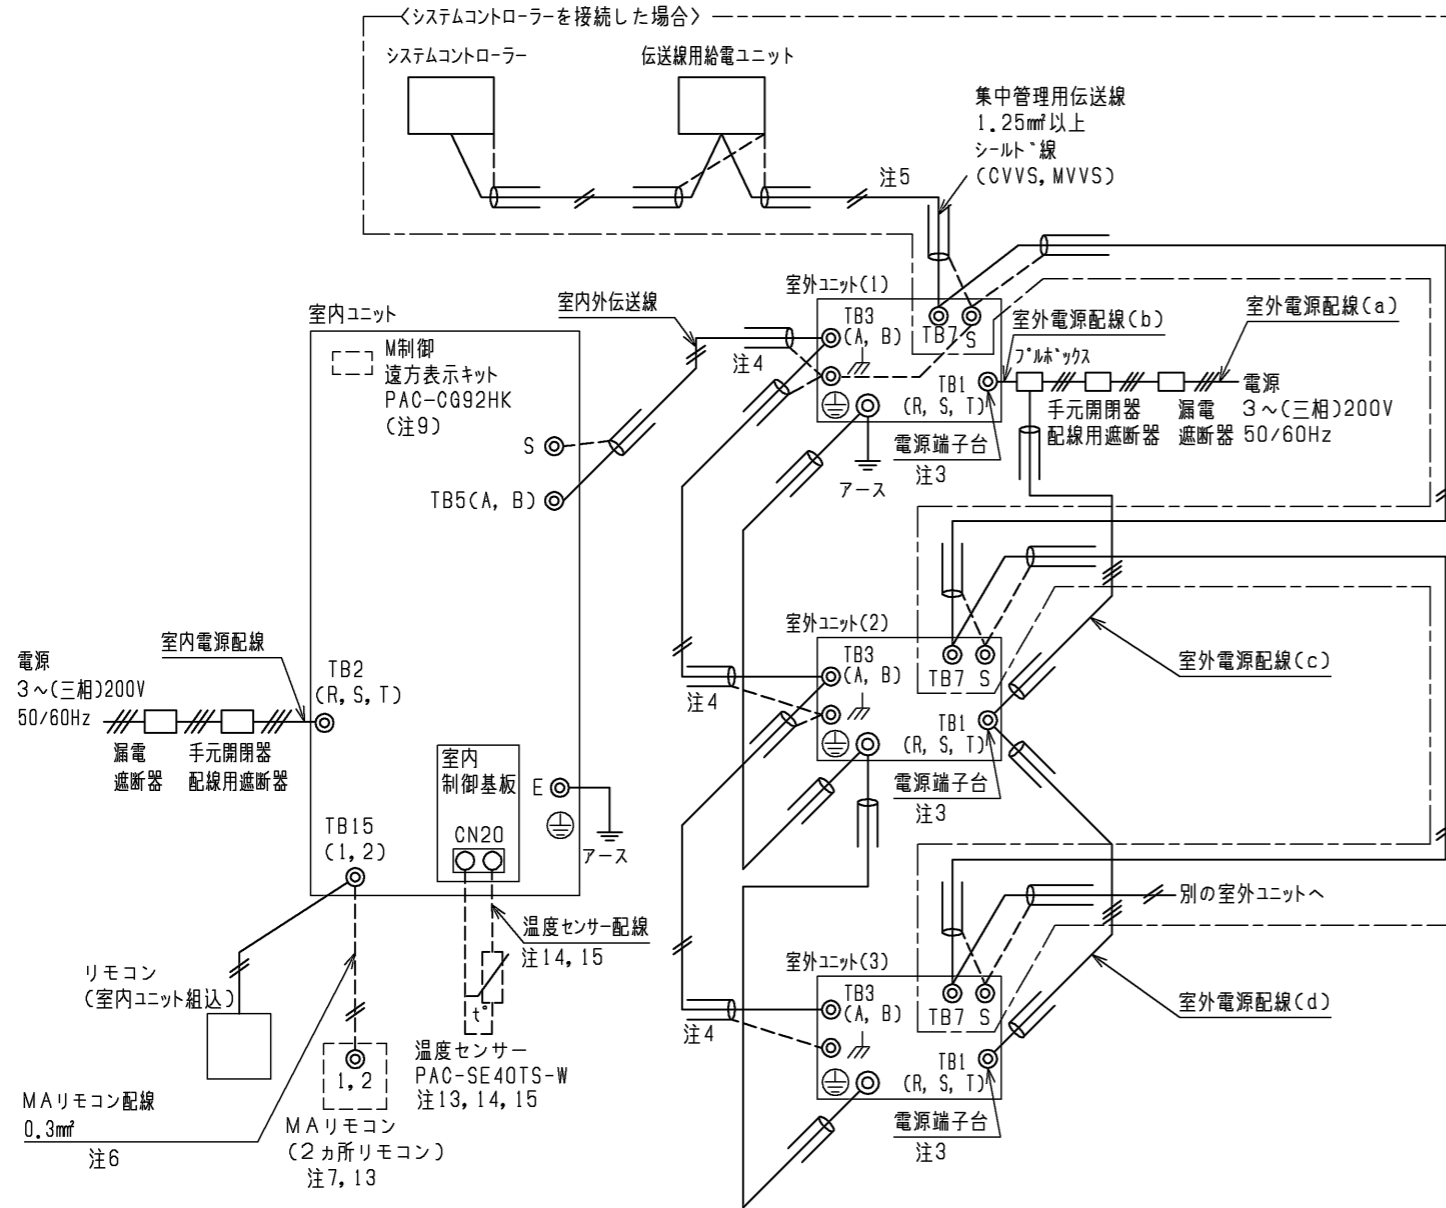 〈システムコントローラーを接続した場合〉
システムコントローラー
伝送線用給電ユニット
集中管理用伝送線
1.25㎟以上
シールド線
(CVVS, MVVS)
注5
室内ユニット
M制御
遠方表示キット
PAC-CG92HK
(注9)
S
TB5(A, B)
室内外伝送線
注4
室外ユニット(1)
TB3
(A, B)
TB7 S
TB1
(R, S, T)
アース
電源端子台
注3
室外電源配線(b)
プルボックス
手元開閉器
配線用遮断器
漏電
遮断器
室外電源配線(a)
電源
3～(三相)200V
50/60Hz
室外ユニット(2)
TB3
(A, B)
TB7 S
TB1
(R, S, T)
注4
電源端子台
注3
室外電源配線(c)
電源
3～(三相)200V
50/60Hz
漏電
遮断器
手元開閉器
配線用遮断器
室内電源配線
TB2
(R, S, T)
室内
制御基板
CN20
E
アース
TB15
(1, 2)
温度センサー配線
注14, 15
t°
温度センサー
PAC-SE40TS-W
注13, 14, 15
リモコン
(室内ユニット組込)
MAリモコン配線
0.3㎟
注6
1, 2
MAリモコン
(2ヵ所リモコン)
注7, 13
別の室外ユニットへ
室外ユニット(3)
TB3
(A, B)
TB7 S
TB1
(R, S, T)
注4
電源端子台
注3
室外電源配線(d)